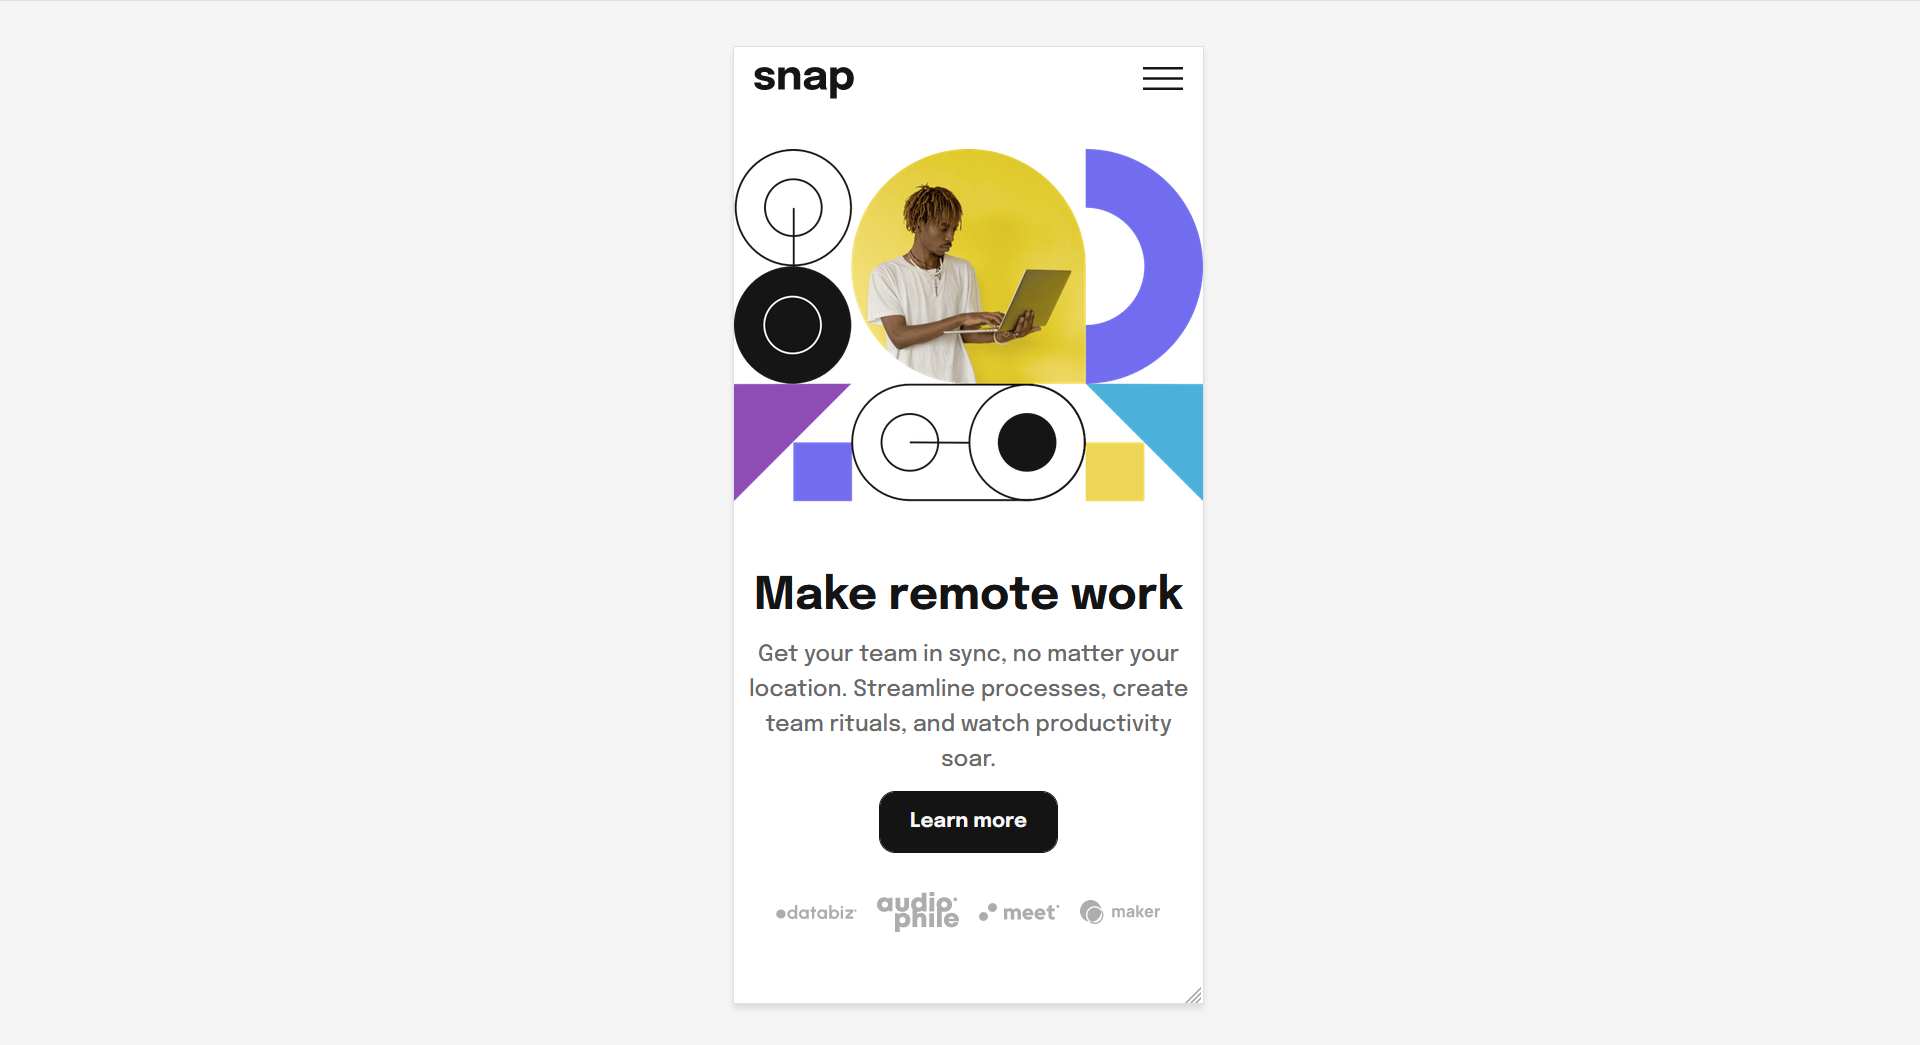 snap
Make remote work
Get your team in sync, no matter your
location. Streamline processes, create
team rituals, and watch productivity
soar.
Learn more
databiz
audiophile
meet
maker